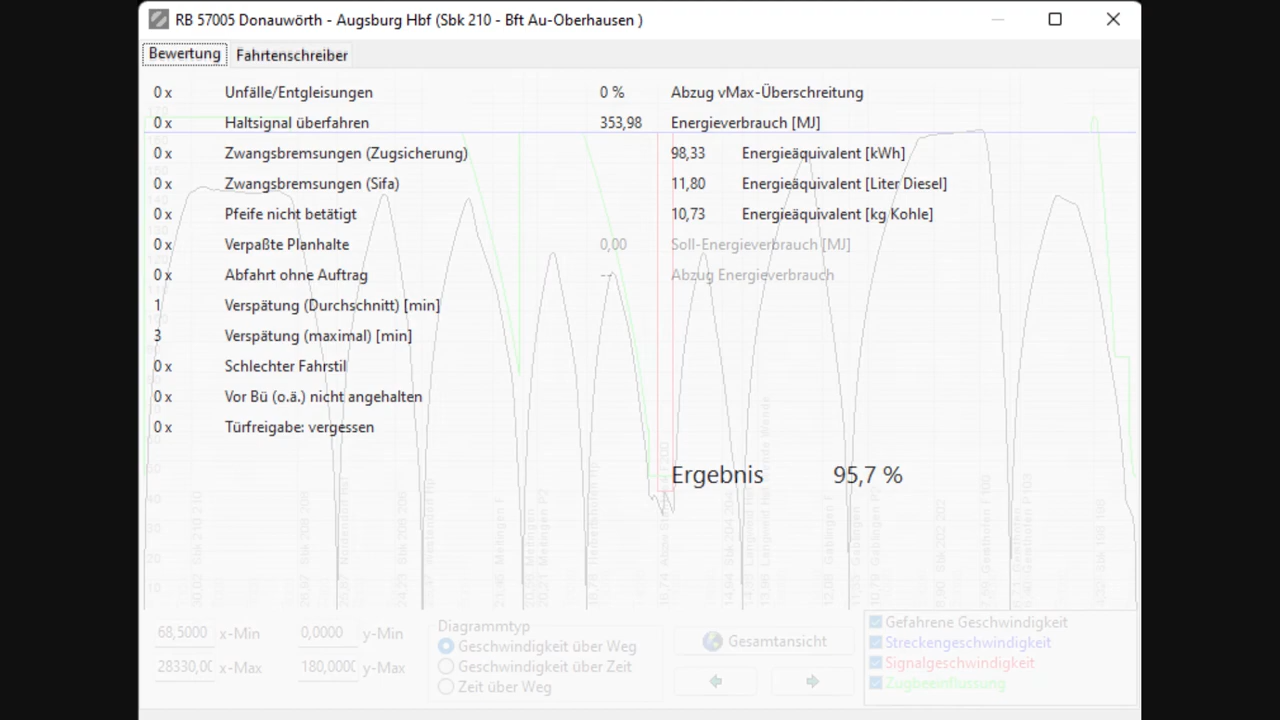 RB 57005 Donauwörth - Augsburg Hbf (Sbk 210 - Bft Au-Oberhausen )
Bewertung Fahrtenschreiber
0 x Unfälle/Entgleisungen 0 % Abzug vMax-Überschreitung
0 x Haltsignal überfahren 353,98 Energieverbrauch [MJ]
0 x Zwangsbremsungen (Zugsicherung) 98,33 Energieäquivalent [kWh]
0 x Zwangsbremsungen (Sifa) 11,80 Energieäquivalent [Liter Diesel]
0 x Pfeife nicht betätigt 10,73 Energieäquivalent [kg Kohle]
0 x Verpaßte Planhalte 0,00 Soll-Energieverbrauch [MJ]
0 x Abfahrt ohne Auftrag -- Abzug Energieverbrauch
1 Verspätung (Durchschnitt) [min]
3 Verspätung (maximal) [min]
0 x Schlechter Fahrstil
0 x Vor Bü (o.ä.) nicht angehalten
0 x Türfreigabe: vergessen
Ergebnis 95,7 %
68,5000 x-Min 0,0000 y-Min
28330,0 x-Max 180,000 y-Max
Diagrammtyp
Geschwindigkeit über Weg
Geschwindigkeit über Zeit
Zeit über Weg
Gesamtansicht
Gefahrene Geschwindigkeit
Streckengeschwindigkeit
Signalgeschwindigkeit
Zugbeeinflussung